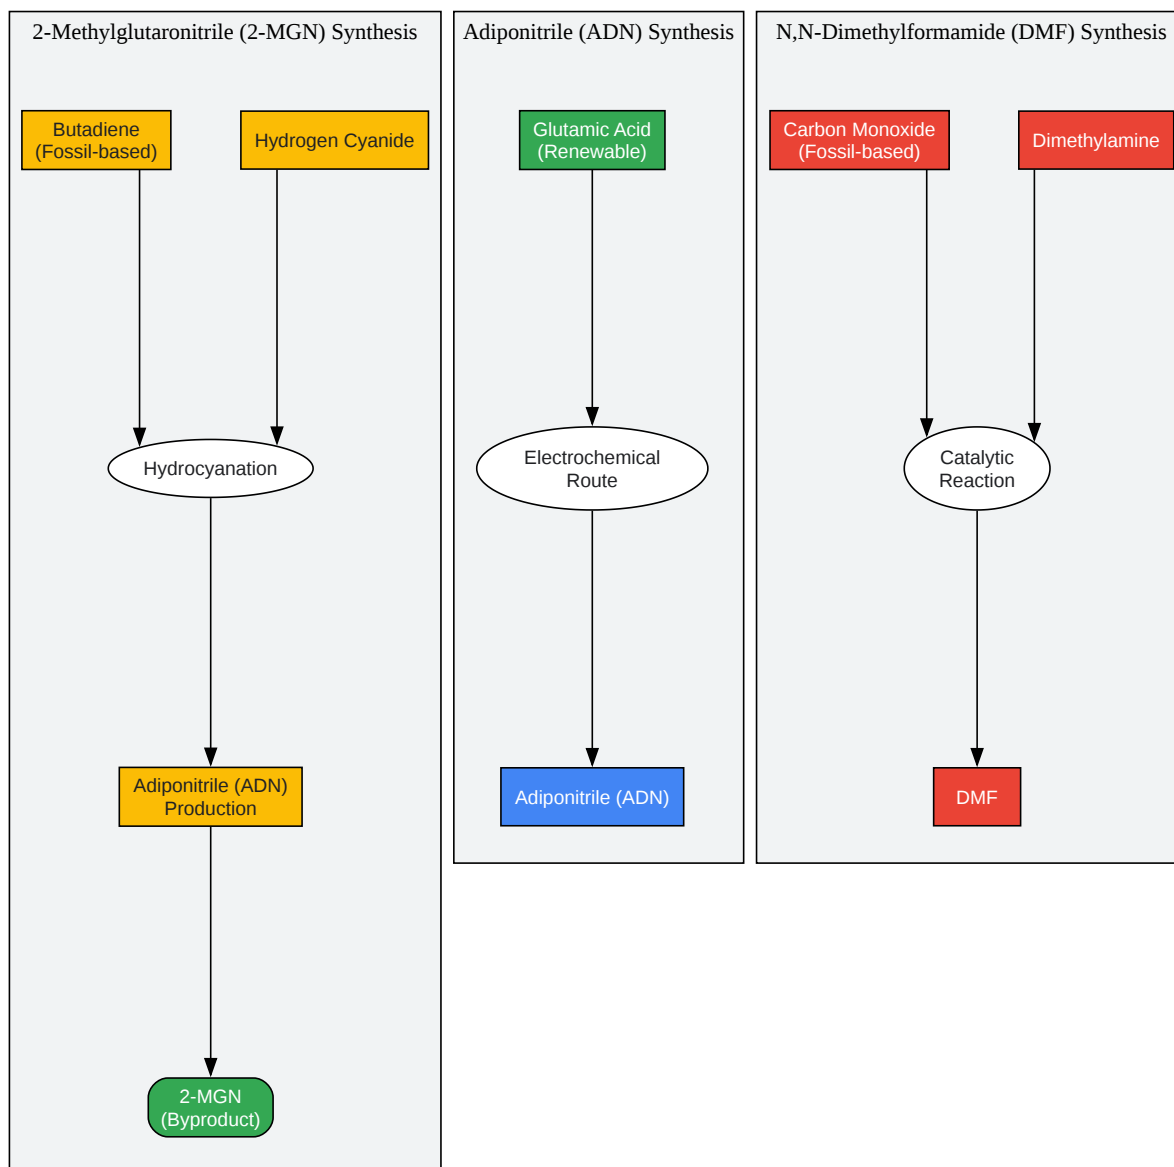 2-Methylglutaronitrile (2-MGN) Synthesis
Butadiene
(Fossil-based)
Hydrogen Cyanide
Hydrocyanation
Adiponitrile (ADN)
Production
2-MGN
(Byproduct)
Adiponitrile (ADN) Synthesis
Glutamic Acid
(Renewable)
Electrochemical
Route
Adiponitrile (ADN)
N,N-Dimethylformamide (DMF) Synthesis
Carbon Monoxide
(Fossil-based)
Dimethylamine
Catalytic
Reaction
DMF